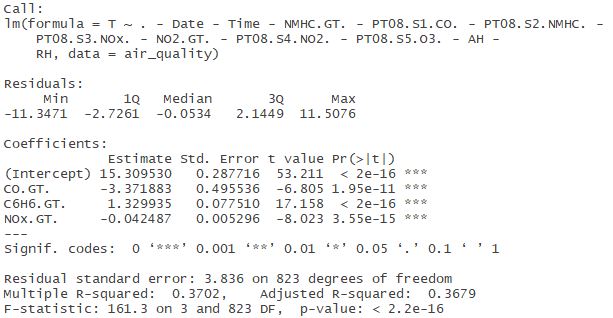 Call:
lm(formula = T ~ . - Date - Time - NMHC.GT. - PT08.S1.CO. - PT08.S2.NMHC. -
    PT08.S3.NOx. - NO2.GT. - PT08.S4.NO2. - PT08.S5.O3. - AH -
    RH, data = air_quality)
Residuals:
     Min       1Q   Median       3Q      Max
-11.3471  -2.7261  -0.0534   2.1449  11.5076
Coefficients:
             Estimate Std. Error t value Pr(>|t|)
(Intercept) 15.309530   0.287716  53.211  < 2e-16 ***
CO.GT.      -3.371883   0.495536  -6.805 1.95e-11 ***
C6H6.GT.     1.329935   0.077510  17.158  < 2e-16 ***
NOx.GT.     -0.042487   0.005296  -8.023 3.55e-15 ***
---
Signif. codes:  0 ‘***’ 0.001 ‘**’ 0.01 ‘*’ 0.05 ‘.’ 0.1 ‘ ’ 1
Residual standard error: 3.836 on 823 degrees of freedom
Multiple R-squared:  0.3702,    Adjusted R-squared:  0.3679
F-statistic: 161.3 on 3 and 823 DF,  p-value: < 2.2e-16